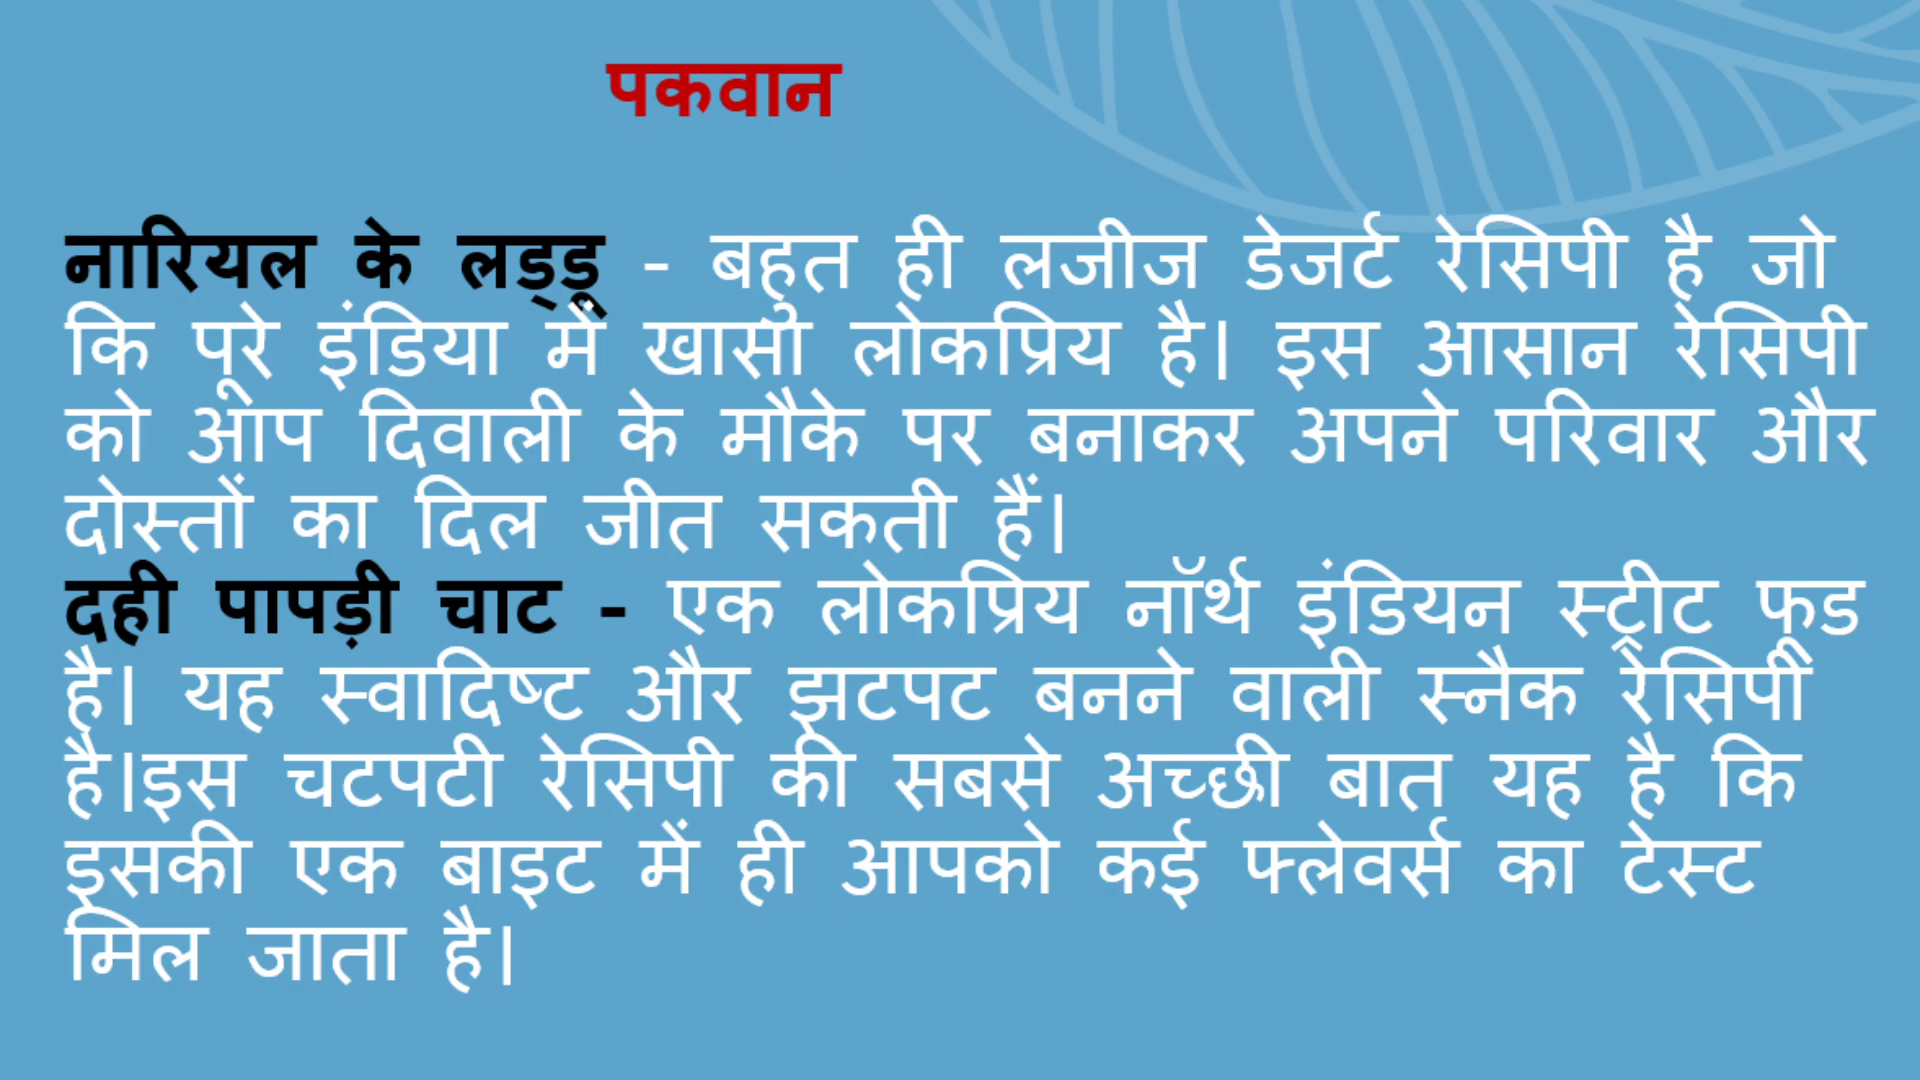 पकवान
नारियल के लड्डू - बहुत ही लजीज डेजर्ट रेसिपी है जो
कि पूरे इंडिया में खासा लोकप्रिय है। इस आसान रेसिपी
को आप दिवाली के मौके पर बनाकर अपने परिवार और
दोस्तों का दिल जीत सकती हैं।
दही पापड़ी चाट - एक लोकप्रिय नॉर्थ इंडियन स्ट्रीट फूड
है। यह स्वादिष्ट और झटपट बनने वाली स्नैक रेसिपी
है।इस चटपटी रेसिपी की सबसे अच्छी बात यह है कि
इसकी एक बाइट में ही आपको कई फ्लेवर्स का टेस्ट
मिल जाता है।